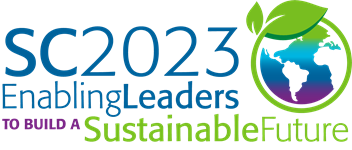 SC2023
EnablingLeaders
TO BUILD A SustainableFuture